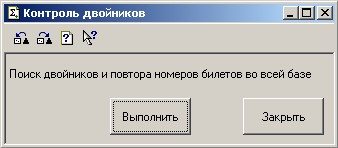 Контроль двойников
Поиск двойников и повтора номеров билетов во всей базе
Выполнить
Закрыть